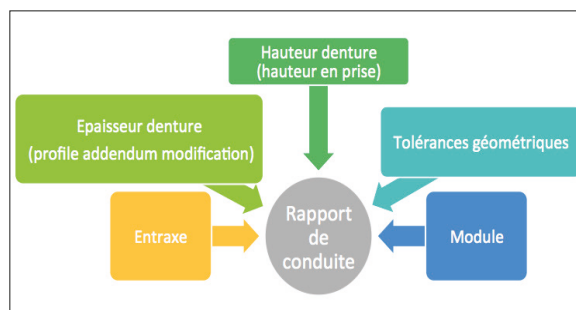 Hauteur denture
(hauteur en prise)
Epaisseur denture
(profile addendum modification)
Tolérances géométriques
Entraxe
Rapport
de
conduite
Module